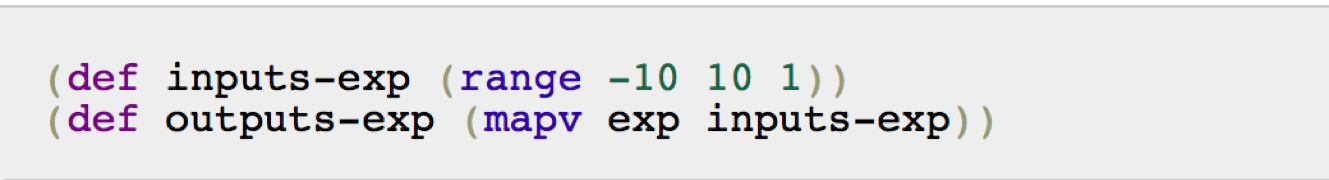 (def inputs-exp (range -10 10 1))
(def outputs-exp (mapv exp inputs-exp))